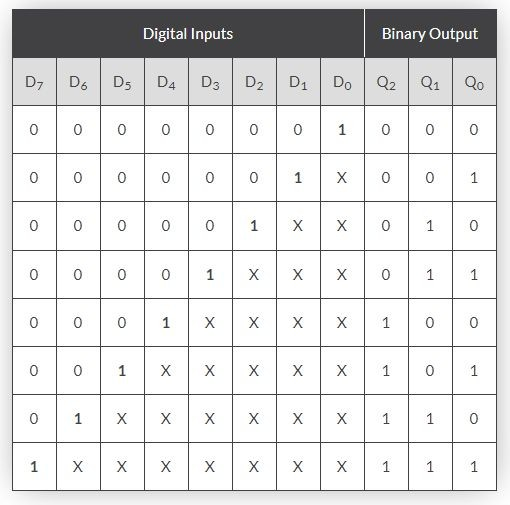 Digital Inputs Binary Output
D₇ D₆ D₅ D₄ D₃ D₂ D₁ D₀ Q₂ Q₁ Q₀
0 0 0 0 0 0 0 1 0 0 0
0 0 0 0 0 0 1 X 0 0 1
0 0 0 0 0 1 X X 0 1 0
0 0 0 0 1 X X X 0 1 1
0 0 0 1 X X X X 1 0 0
0 0 1 X X X X X 1 0 1
0 1 X X X X X X 1 1 0
1 X X X X X X X 1 1 1